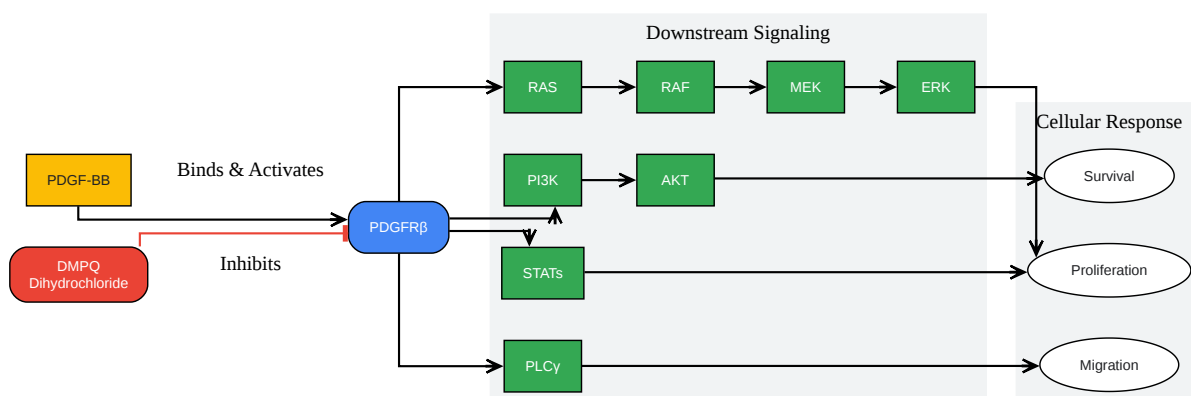 Downstream Signaling
RAS
RAF
MEK
ERK
Cellular Response
Binds & Activates
PDGF-BB
PI3K
AKT
Survival
PDGFRβ
DMPQ
Dihydrochloride
Inhibits
STATs
Proliferation
PLCγ
Migration